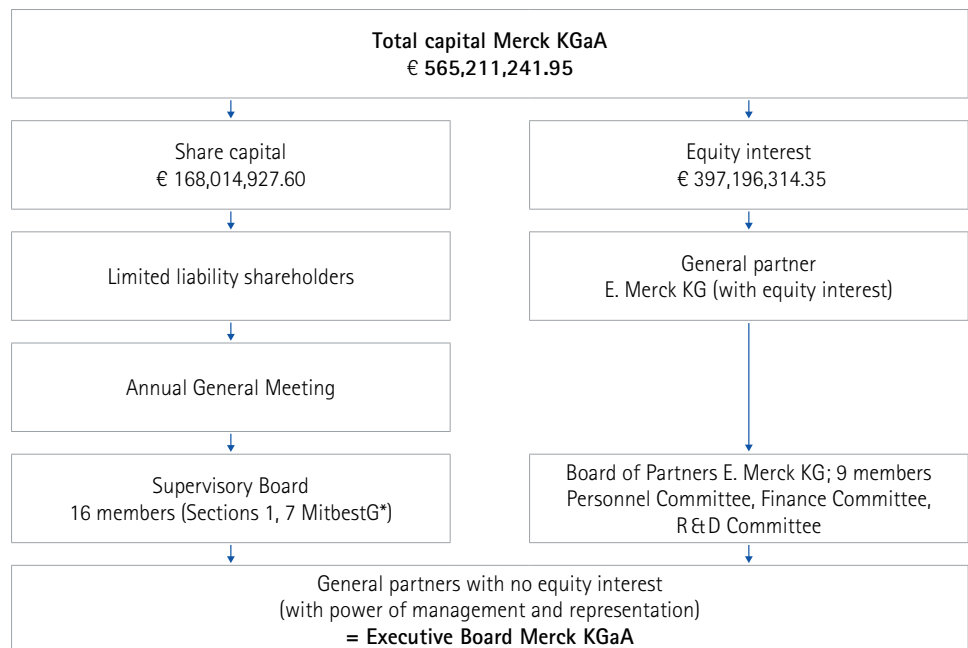 Total capital Merck KGaA
€ 565,211,241.95
Share capital
€ 168,014,927.60
Equity interest
€ 397,196,314.35
Limited liability shareholders
General partner
E. Merck KG (with equity interest)
Annual General Meeting
Supervisory Board
16 members (Sections 1, 7 MitbestG*)
Board of Partners E. Merck KG; 9 members
Personnel Committee, Finance Committee,
R&D Committee
General partners with no equity interest
(with power of management and representation)
= Executive Board Merck KGaA